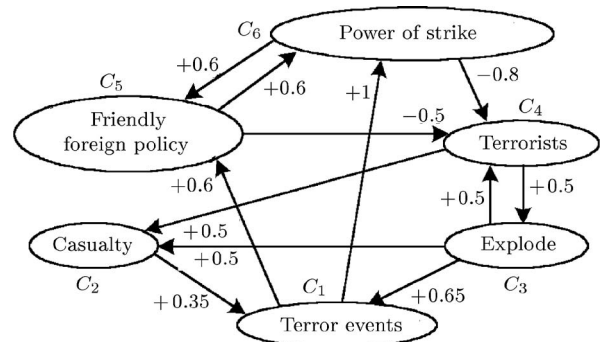 C6
Power of strike
+0.6
+0.6
C5
+1
−0.8
Friendly
foreign policy
C4
−0.5
Terrorists
+0.6
+0.5
+0.5
Casualty
+0.5
+0.5
Explode
C2
C1
C3
+0.35
+0.65
Terror events